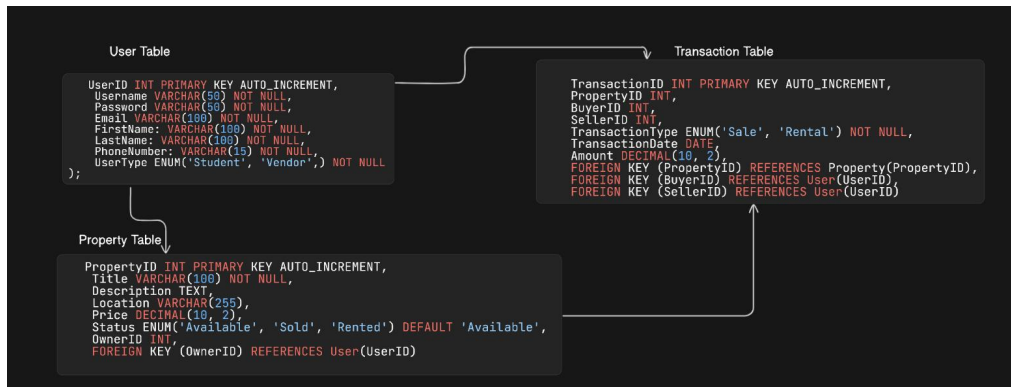 User Table
UserID INT PRIMARY KEY AUTO_INCREMENT,
Username VARCHAR(50) NOT NULL,
Password VARCHAR(50) NOT NULL,
Email VARCHAR(100) NOT NULL,
FirstName: VARCHAR(100) NOT NULL,
LastName: VARCHAR(100) NOT NULL,
PhoneNumber: VARCHAR(15) NOT NULL,
UserType ENUM('Student', 'Vendor',) NOT NULL
);
Transaction Table
TransactionID INT PRIMARY KEY AUTO_INCREMENT,
PropertyID INT,
BuyerID INT,
SellerID INT,
TransactionType ENUM('Sale', 'Rental') NOT NULL,
TransactionDate DATE,
Amount DECIMAL(10, 2),
FOREIGN KEY (PropertyID) REFERENCES Property(PropertyID),
FOREIGN KEY (BuyerID) REFERENCES User(UserID),
FOREIGN KEY (SellerID) REFERENCES User(UserID)
Property Table
PropertyID INT PRIMARY KEY AUTO_INCREMENT,
Title VARCHAR(100) NOT NULL,
Description TEXT,
Location VARCHAR(255),
Price DECIMAL(10, 2),
Status ENUM('Available', 'Sold', 'Rented') DEFAULT 'Available',
OwnerID INT,
FOREIGN KEY (OwnerID) REFERENCES User(UserID)